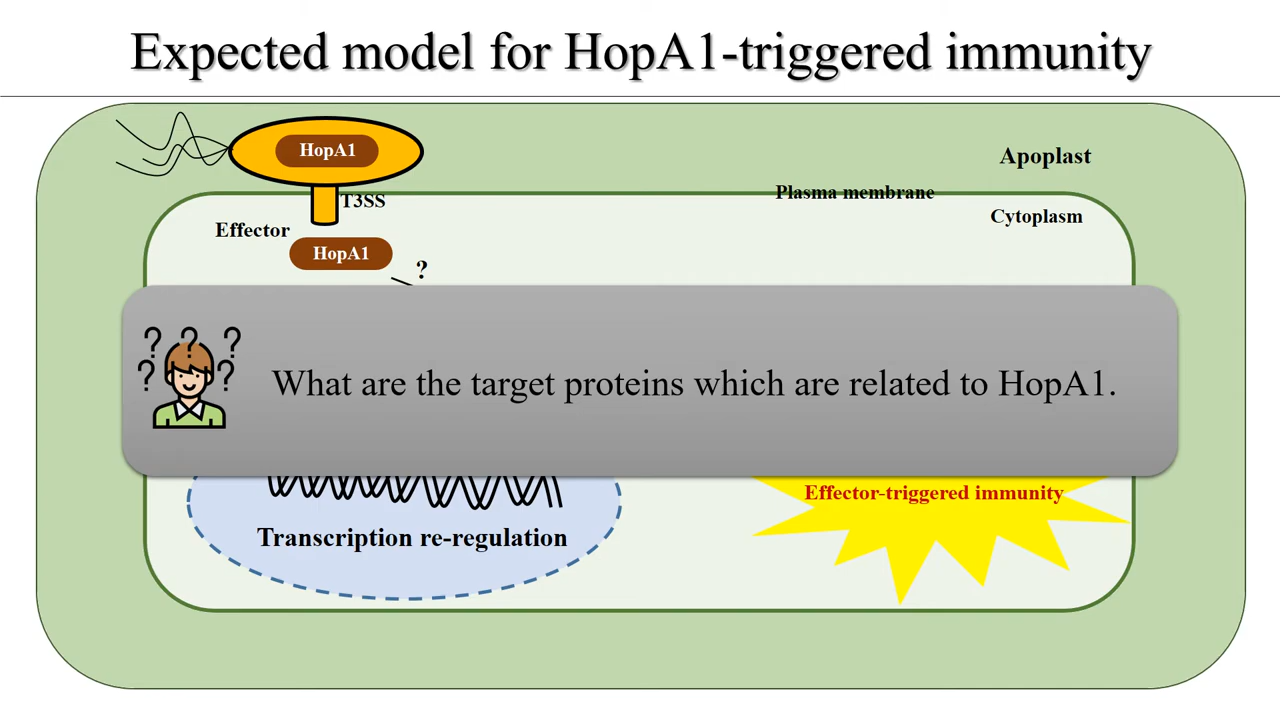 Expected model for HopA1-triggered immunity
HopA1
Apoplast
Plasma membrane
T3SS
Cytoplasm
Effector
HopA1
?
? ? ?
? ?
What are the target proteins which are related to HopA1.
Effector-triggered immunity
Transcription re-regulation